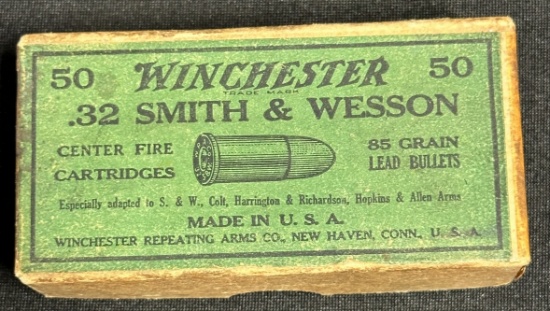 50 WINCHESTER 50
TRADE MARK
.32 SMITH & WESSON
CENTER FIRE
CARTRIDGES
85 GRAIN
LEAD BULLETS
Especially adapted to S. & W., Colt, Harrington & Richardson, Hopkins & Allen Arms
MADE IN U. S. A.
WINCHESTER REPEATING ARMS CO., NEW HAVEN, CONN., U. S. A.